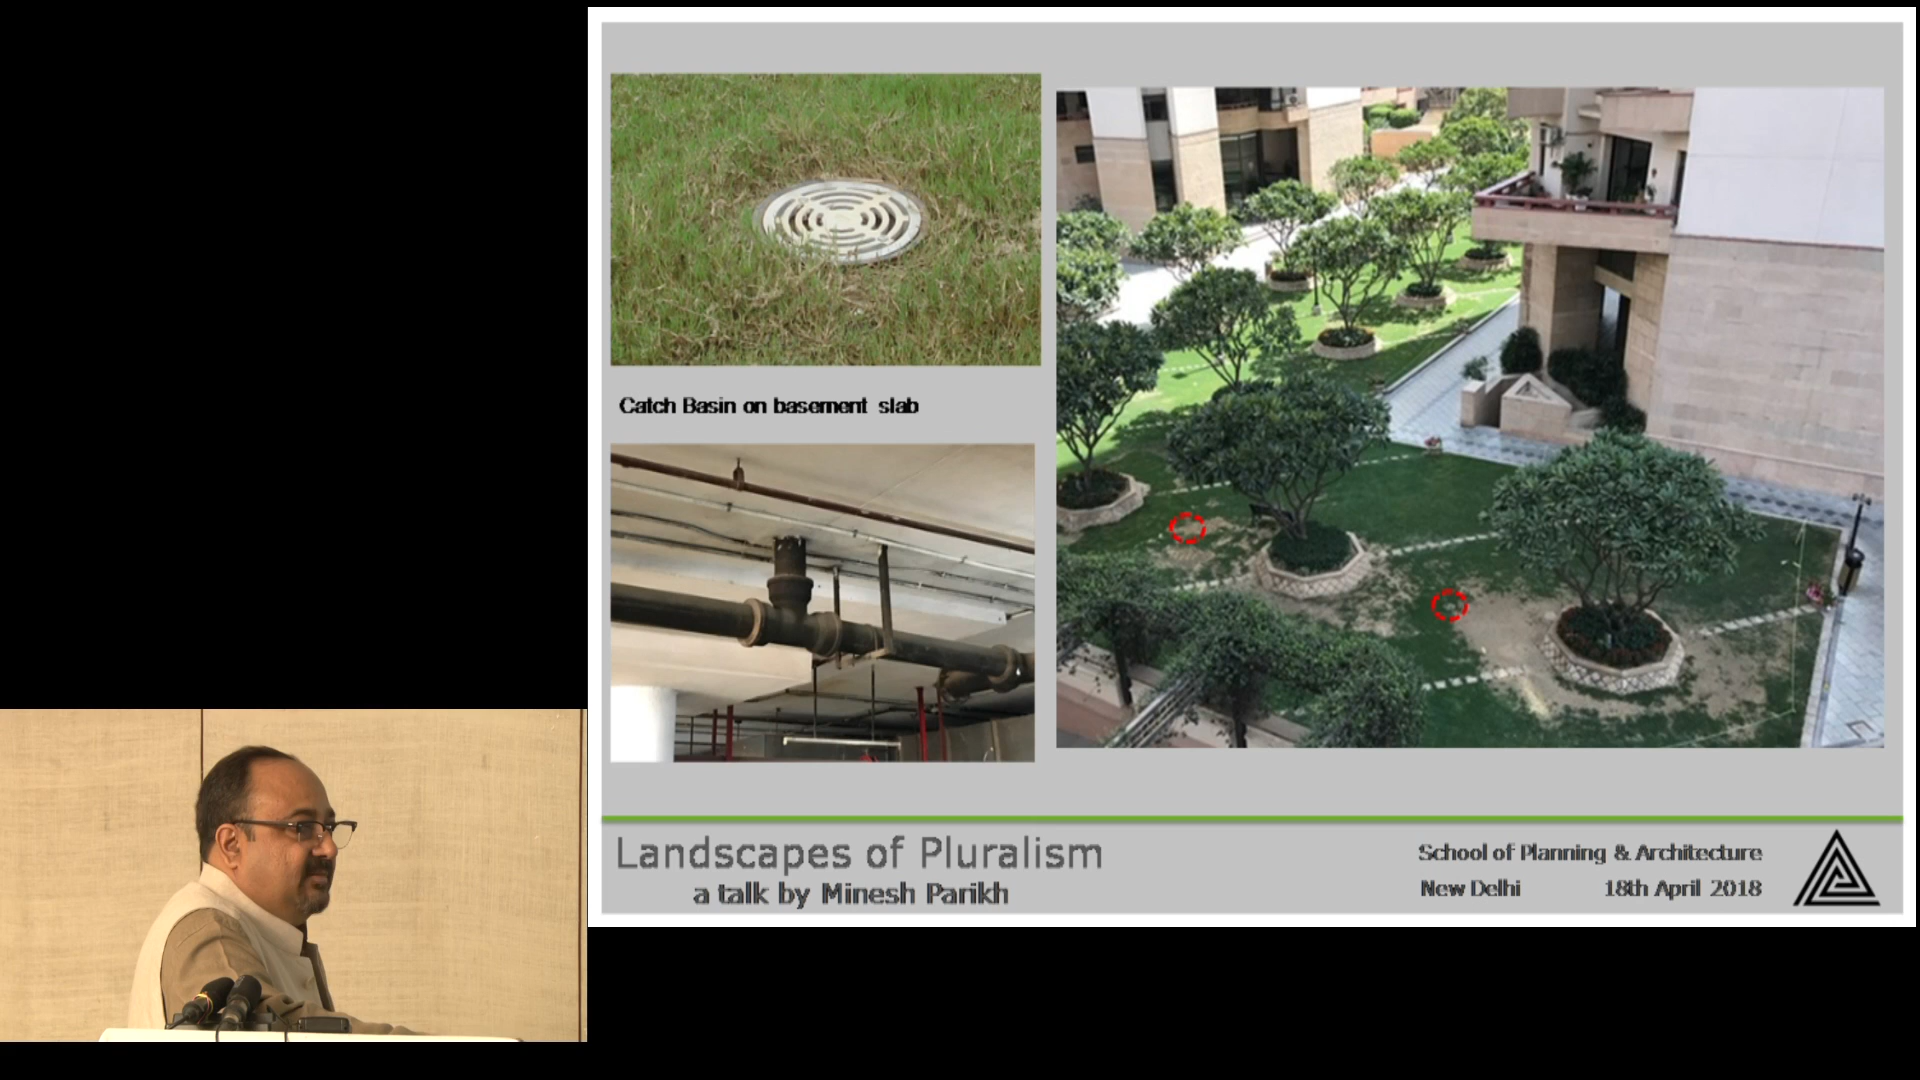 Catch Basin on basement slab
Landscapes of Pluralism
a talk by Minesh Parikh
School of Planning & Architecture
New Delhi 18th April 2018